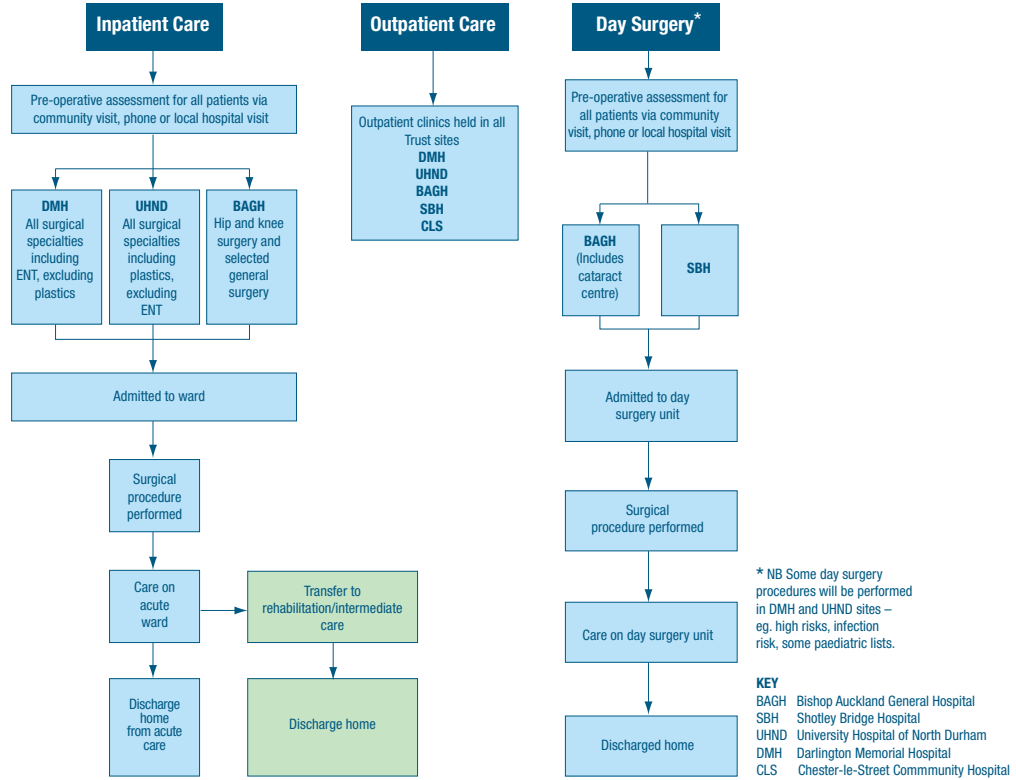 Inpatient Care
Pre-operative assessment for all patients via
community visit, phone or local hospital visit
DMH
All surgical
specialties
including
ENT, excluding
plastics
UHND
All surgical
specialties
including
plastics,
excluding
ENT
BAGH
Hip and knee
surgery and
selected
general
surgery
Admitted to ward
Surgical
procedure
performed
Care on
acute
ward
Transfer to
rehabilitation/intermediate
care
Discharge
home
from acute
care
Discharge home
Outpatient Care
Outpatient clinics held in all
Trust sites
DMH
UHND
BAGH
SBH
CLS
Day Surgery*
Pre-operative assessment for
all patients via community
visit, phone or local hospital visit
BAGH
(Includes
cataract
centre)
SBH
Admitted to day
surgery unit
Surgical
procedure performed
Care on day surgery unit
Discharged home
* NB Some day surgery
procedures will be performed
in DMH and UHND sites –
eg. high risks, infection
risk, some paediatric lists.
KEY
BAGH Bishop Auckland General Hospital
SBH Shotley Bridge Hospital
UHND University Hospital of North Durham
DMH Darlington Memorial Hospital
CLS Chester-le-Street Commmunity Hospital